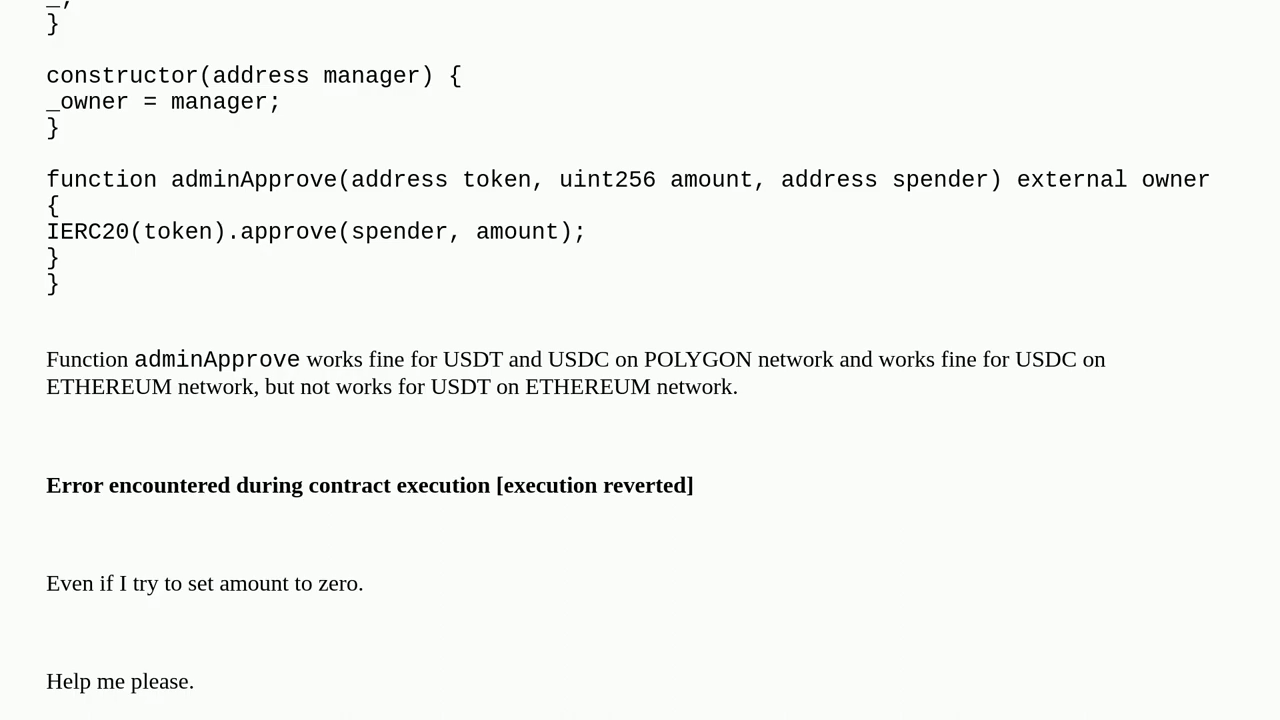 _;
}
constructor(address manager) {
_owner = manager;
}
function adminApprove(address token, uint256 amount, address spender) external owner
{
IERC20(token).approve(spender, amount);
}
}
Function adminApprove works fine for USDT and USDC on POLYGON network and works fine for USDC on
ETHEREUM network, but not works for USDT on ETHEREUM network.
Error encountered during contract execution [execution reverted]
Even if I try to set amount to zero.
Help me please.